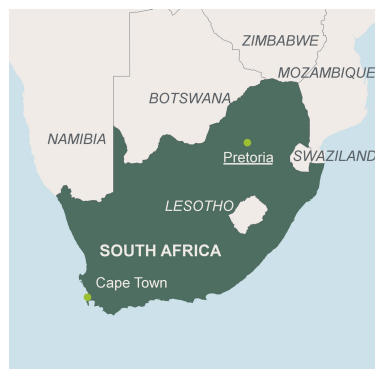 ZIMBABWE
MOZAMBIQUE
BOTSWANA
NAMIBIA
Pretoria
SWAZILAND
LESOTHO
SOUTH AFRICA
Cape Town